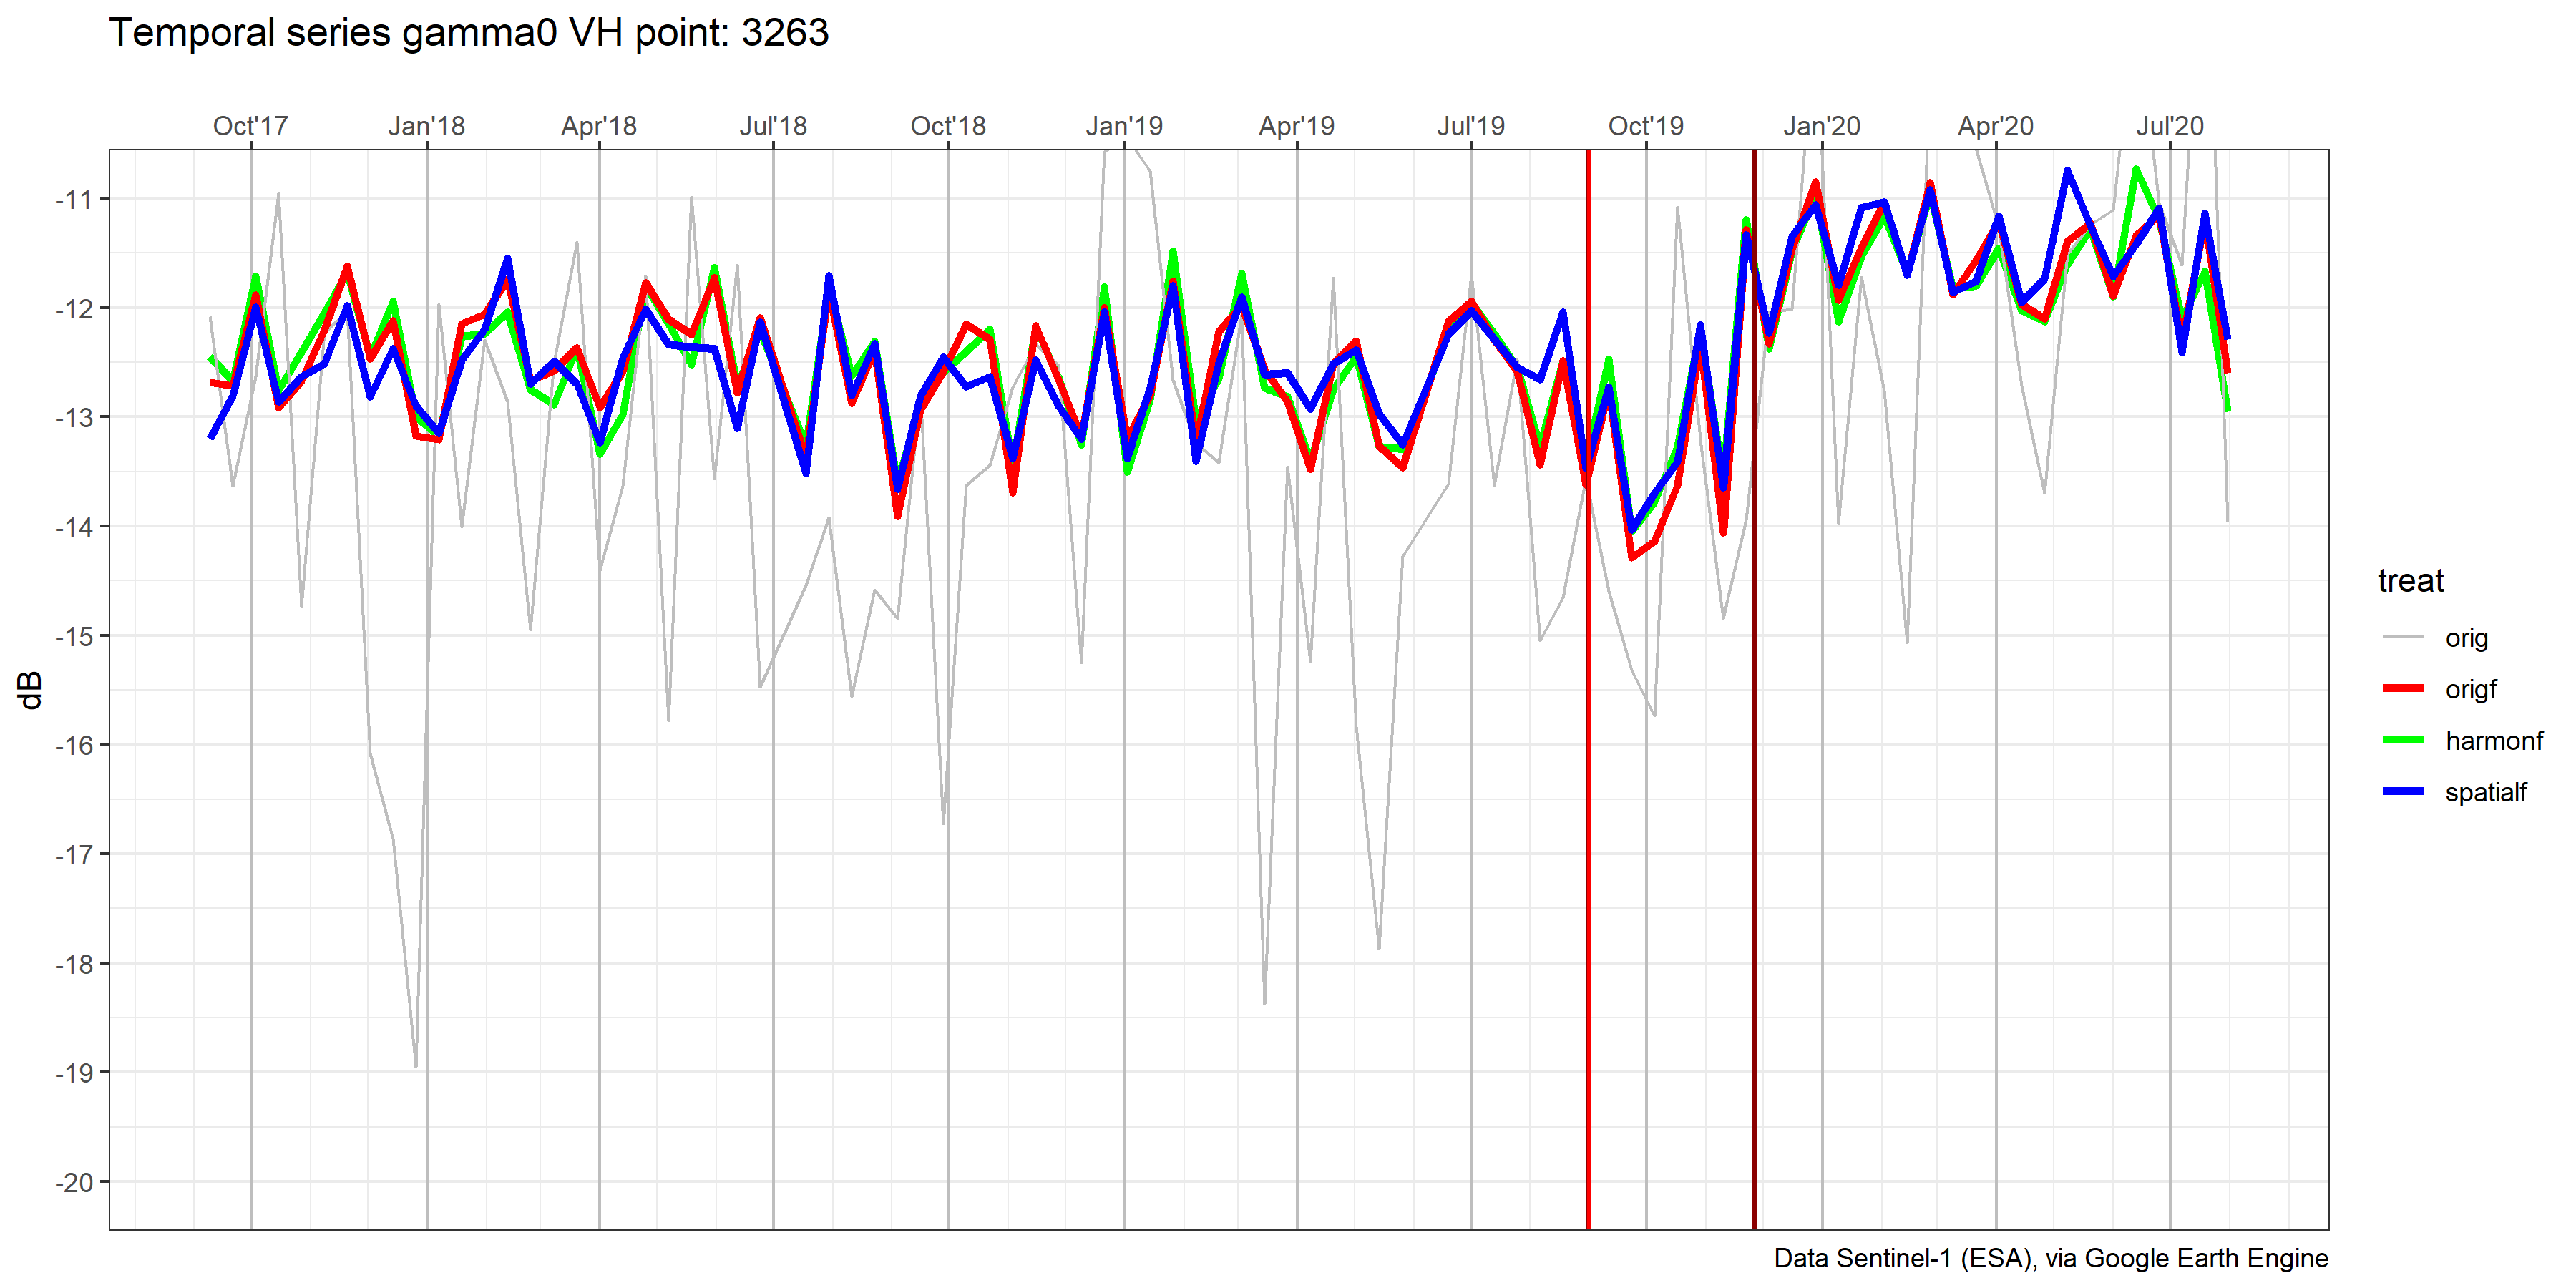 Temporal series gamma0 VH point: 3263
Oct'17 Jan'18 Apr'18 Jul'18 Oct'18 Jan'19 Apr'19 Jul'19 Oct'19 Jan'20 Apr'20 Jul'20
-11
-12
-13
-14
-15
-16
-17
-18
-19
-20
dB
treat
orig
origf
harmonf
spatialf
Data Sentinel-1 (ESA), via Google Earth Engine